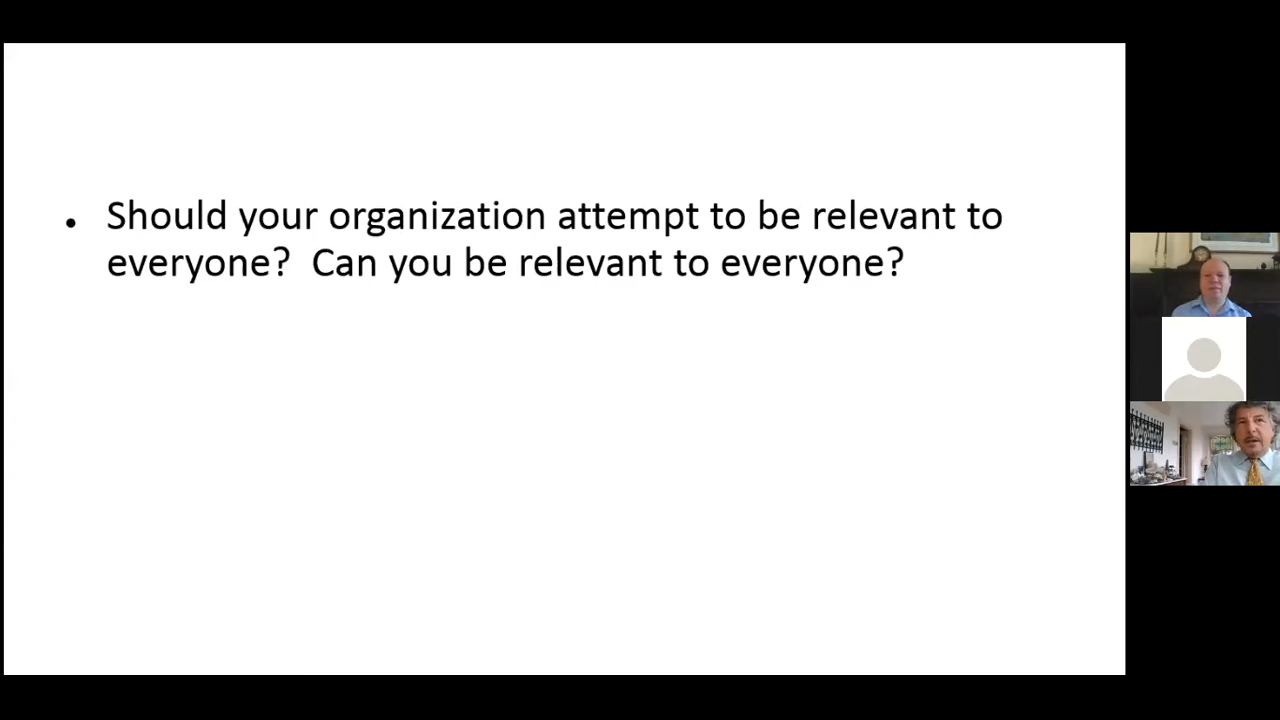 • Should your organization attempt to be relevant to
everyone?  Can you be relevant to everyone?